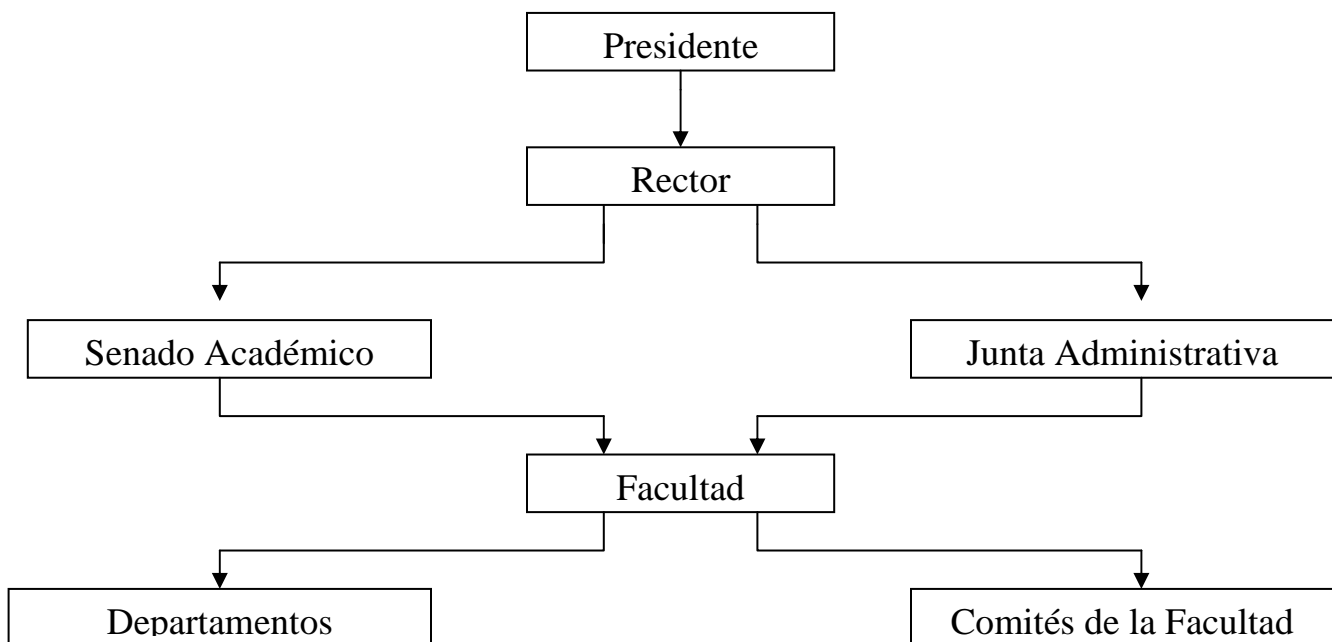 Presidente
Rector
Senado Académico
Junta Administrativa
Facultad
Departamentos
Comités de la Facultad